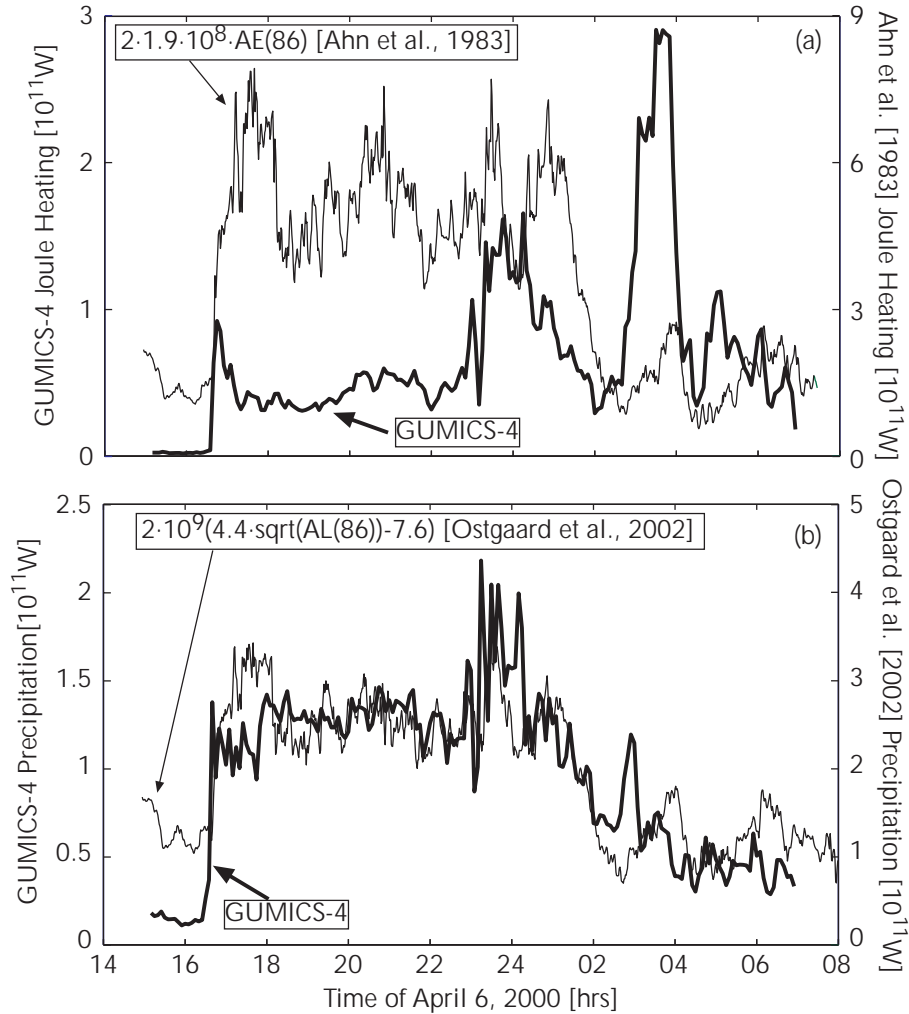 3
2
1
0
GUMICS-4 Joule Heating [10¹¹W]
2·1.9·10⁸·AE(86) [Ahn et al., 1983]
(a)
GUMICS-4
9
6
3
0
Ahn et al. [1983] Joule Heating [10¹¹W]
2.5
2
1.5
1
0.5
0
GUMICS-4 Precipitation[10¹¹W]
2·10⁹(4.4·sqrt(AL(86))-7.6) [Ostgaard et al., 2002]
(b)
GUMICS-4
5
4
3
2
1
0
Ostgaard et al. [2002] Precipitation [10¹¹W]
14 16 18 20 22 24 02 04 06 08
Time of April 6, 2000 [hrs]